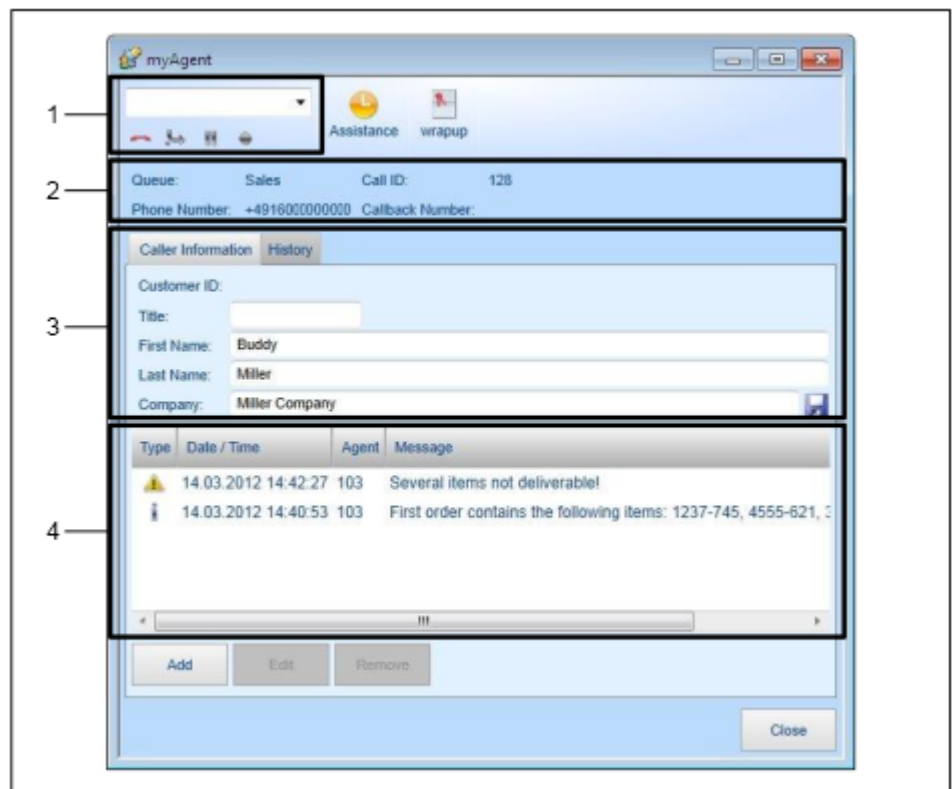 myAgent
1
Assistance wrapup
2
Queue: Sales Call ID: 128
Phone Number: +4916000000000 Callback Number:
Caller Information History
3
Customer ID:
Title:
First Name: Buddy
Last Name: Miller
Company: Miller Company
Type Date / Time Agent Message
14.03.2012 14:42:27 103 Several items not deliverable!
14.03.2012 14:40:53 103 First order contains the following items: 1237-745, 4555-621,
4
Add Edit Remove
Close